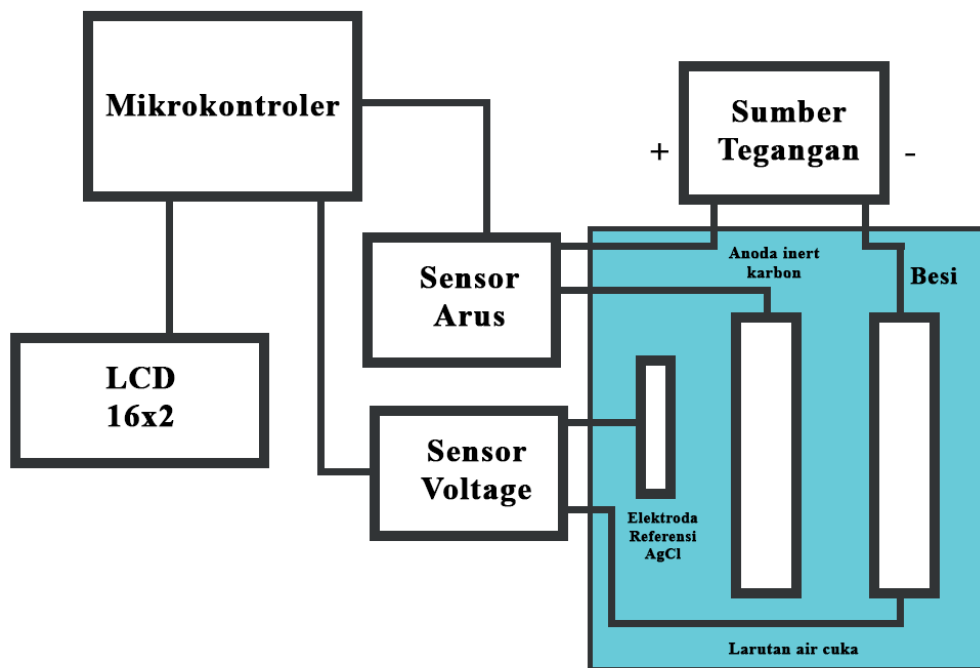 Mikrokontroler
Sumber
Tegangan
+
-
Sensor
Arus
Anoda inert
karbon
Besi
LCD
16x2
Sensor
Voltage
Elektroda
Referensi
AgCl
Larutan air cuka